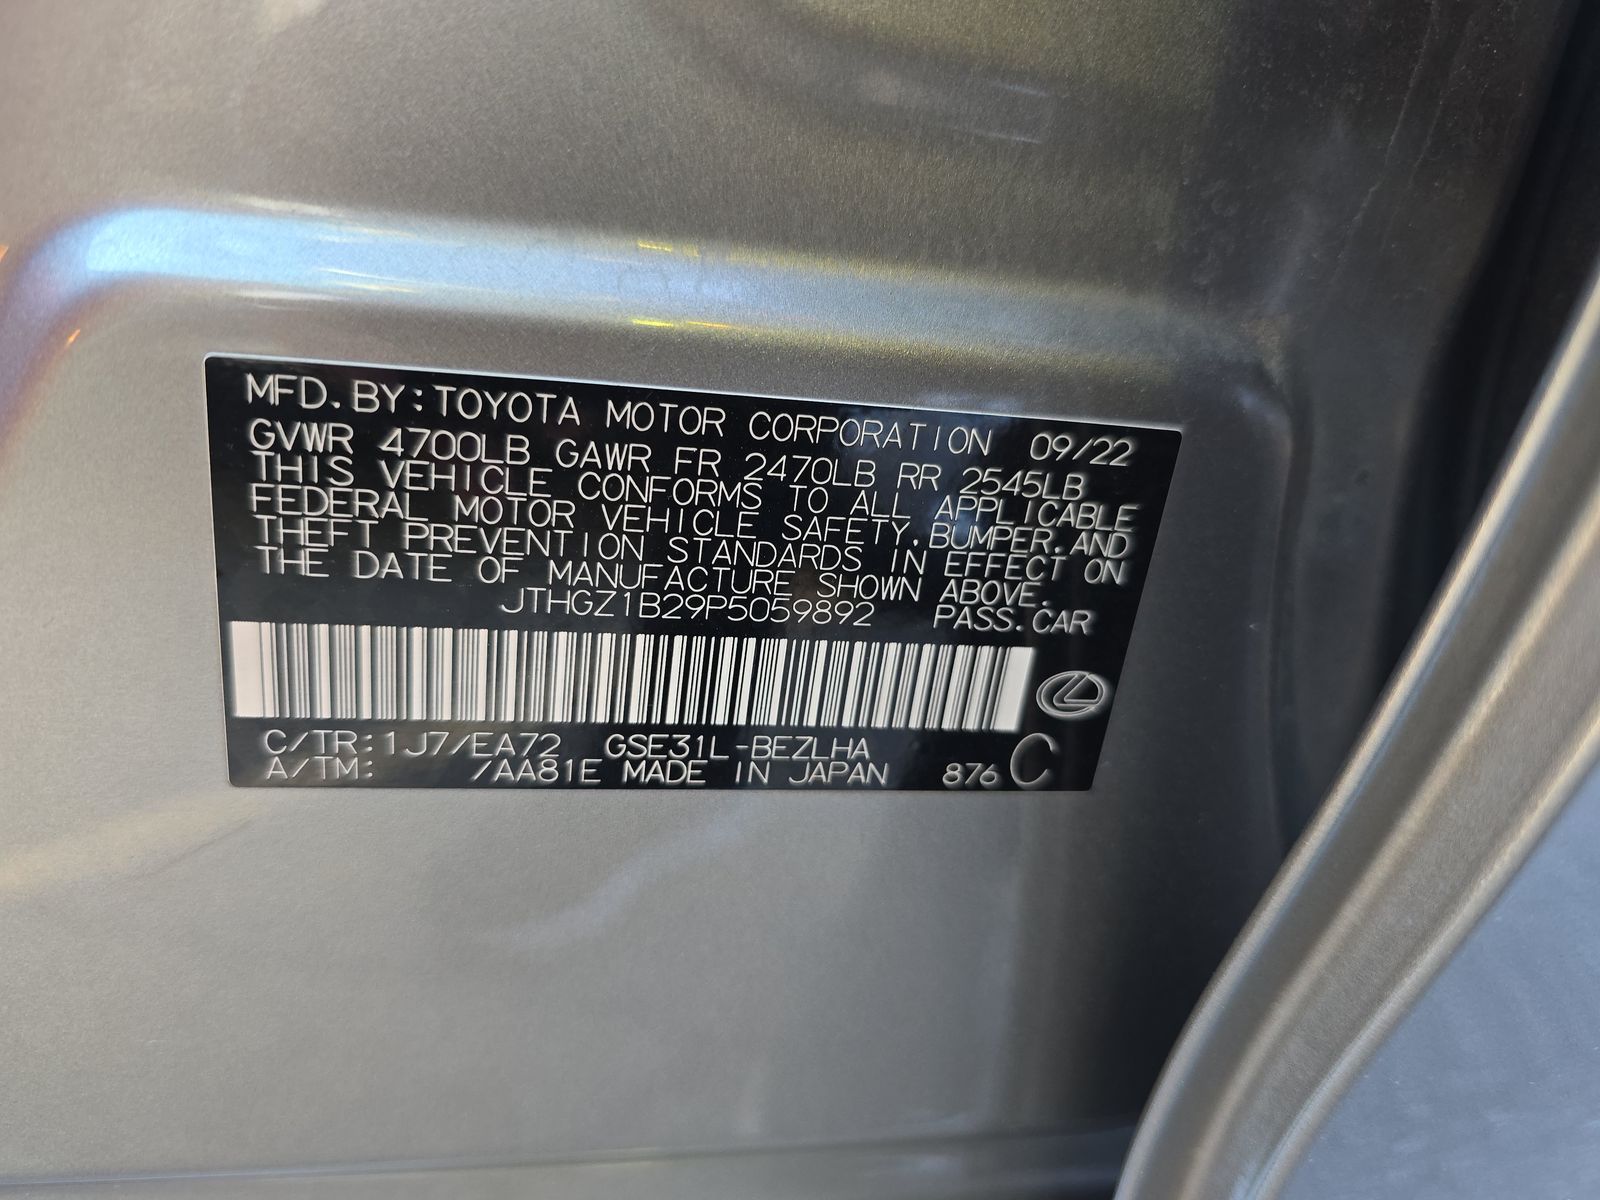 MFD. BY: TOYOTA MOTOR CORPORATION 09/22
GVWR 4700LB GAWR FR 2470LB RR 2545LB
THIS VEHICLE CONFORMS TO ALL APPLICABLE
FEDERAL MOTOR VEHICLE SAFETY, BUMPER, AND
THEFT PREVENTION STANDARDS IN EFFECT ON
THE DATE OF MANUFACTURE SHOWN ABOVE.
JTHGZ1B29P5059892 PASS. CAR
C/TR: 1J7/EA72 GSE31L-BEZLHA
A/TM: /AA81E MADE IN JAPAN 876 C